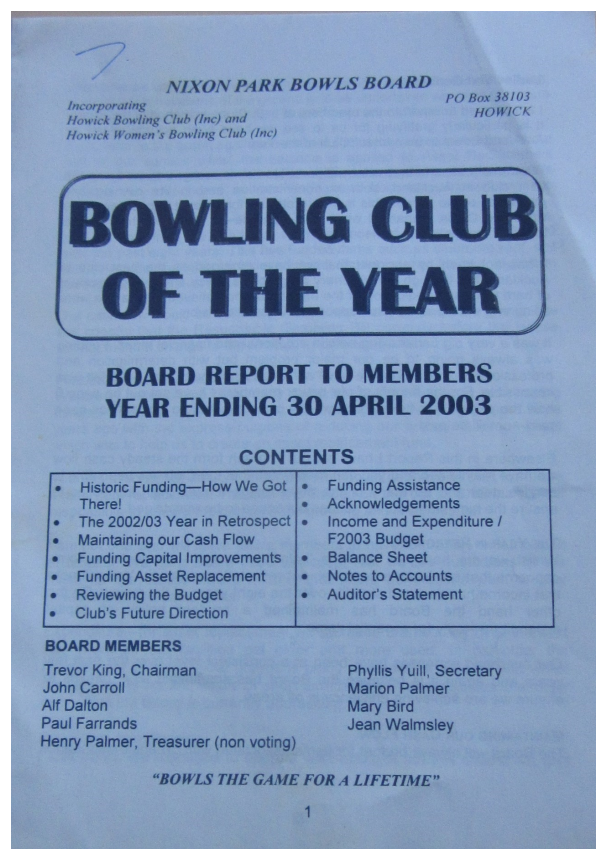 NIXON PARK BOWLS BOARD
Incorporating
Howick Bowling Club (Inc) and
Howick Women's Bowling Club (Inc)
PO Box 38103
HOWICK
BOWLING CLUB
OF THE YEAR
BOARD REPORT TO MEMBERS
YEAR ENDING 30 APRIL 2003
CONTENTS
• Historic Funding—How We Got
There!
• The 2002/03 Year in Retrospect
• Maintaining our Cash Flow
• Funding Capital Improvements
• Funding Asset Replacement
• Reviewing the Budget
• Club's Future Direction
• Funding Assistance
• Acknowledgements
• Income and Expenditure /
F2003 Budget
• Balance Sheet
• Notes to Accounts
• Auditor's Statement
BOARD MEMBERS
Trevor King, Chairman
John Carroll
Alf Dalton
Paul Farrands
Henry Palmer, Treasurer (non voting)
Phyllis Yuill, Secretary
Marion Palmer
Mary Bird
Jean Walmsley
"BOWLS THE GAME FOR A LIFETIME"
1